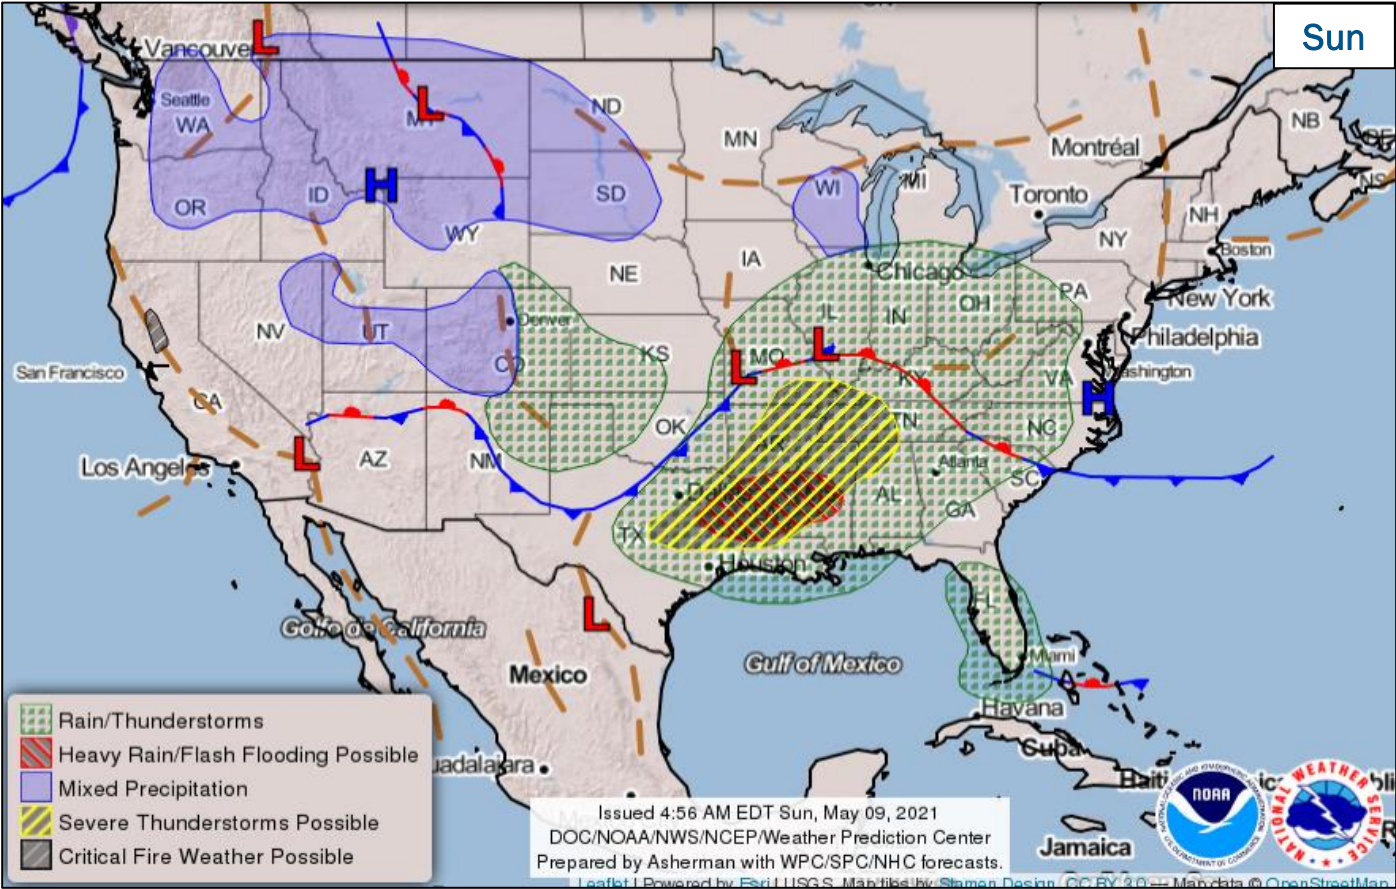 Sun
Vancouve
L
Seattle
WA
L
MT
ND
MN
Montréal
NB
NS
H
OR
ID
SD
WI
MI
Toronto
NH
WY
NY
Boston
IA
Chicago
NE
PA
New York
OH
IL
IN
NV
UT
Denver
Philadelphia
L
MO
KS
San Francisco
CO
L
KY
VA
Washington
H
CA
OK
TN
NC
Los Angeles
L
AZ
NM
AR
Atlanta
SC
Dallas
AL
GA
TX
Houston
FL
L
Golfo de California
Mexico
Gulf of Mexico
Miami
Havana
Cuba
Haiti
uadalajara
Jamaica
Rain/Thunderstorms
Heavy Rain/Flash Flooding Possible
Mixed Precipitation
Severe Thunderstorms Possible
Critical Fire Weather Possible
Issued 4:56 AM EDT Sun, May 09, 2021
DOC/NOAA/NWS/NCEP/Weather Prediction Center
Prepared by Asherman with WPC/SPC/NHC forecasts.
NOAA
NATIONAL WEATHER SERVICE
Leaflet | Powered by Esri | USGS, Map tiles by Stamen Design, CC BY 3.0 — Map data © OpenStreetMap